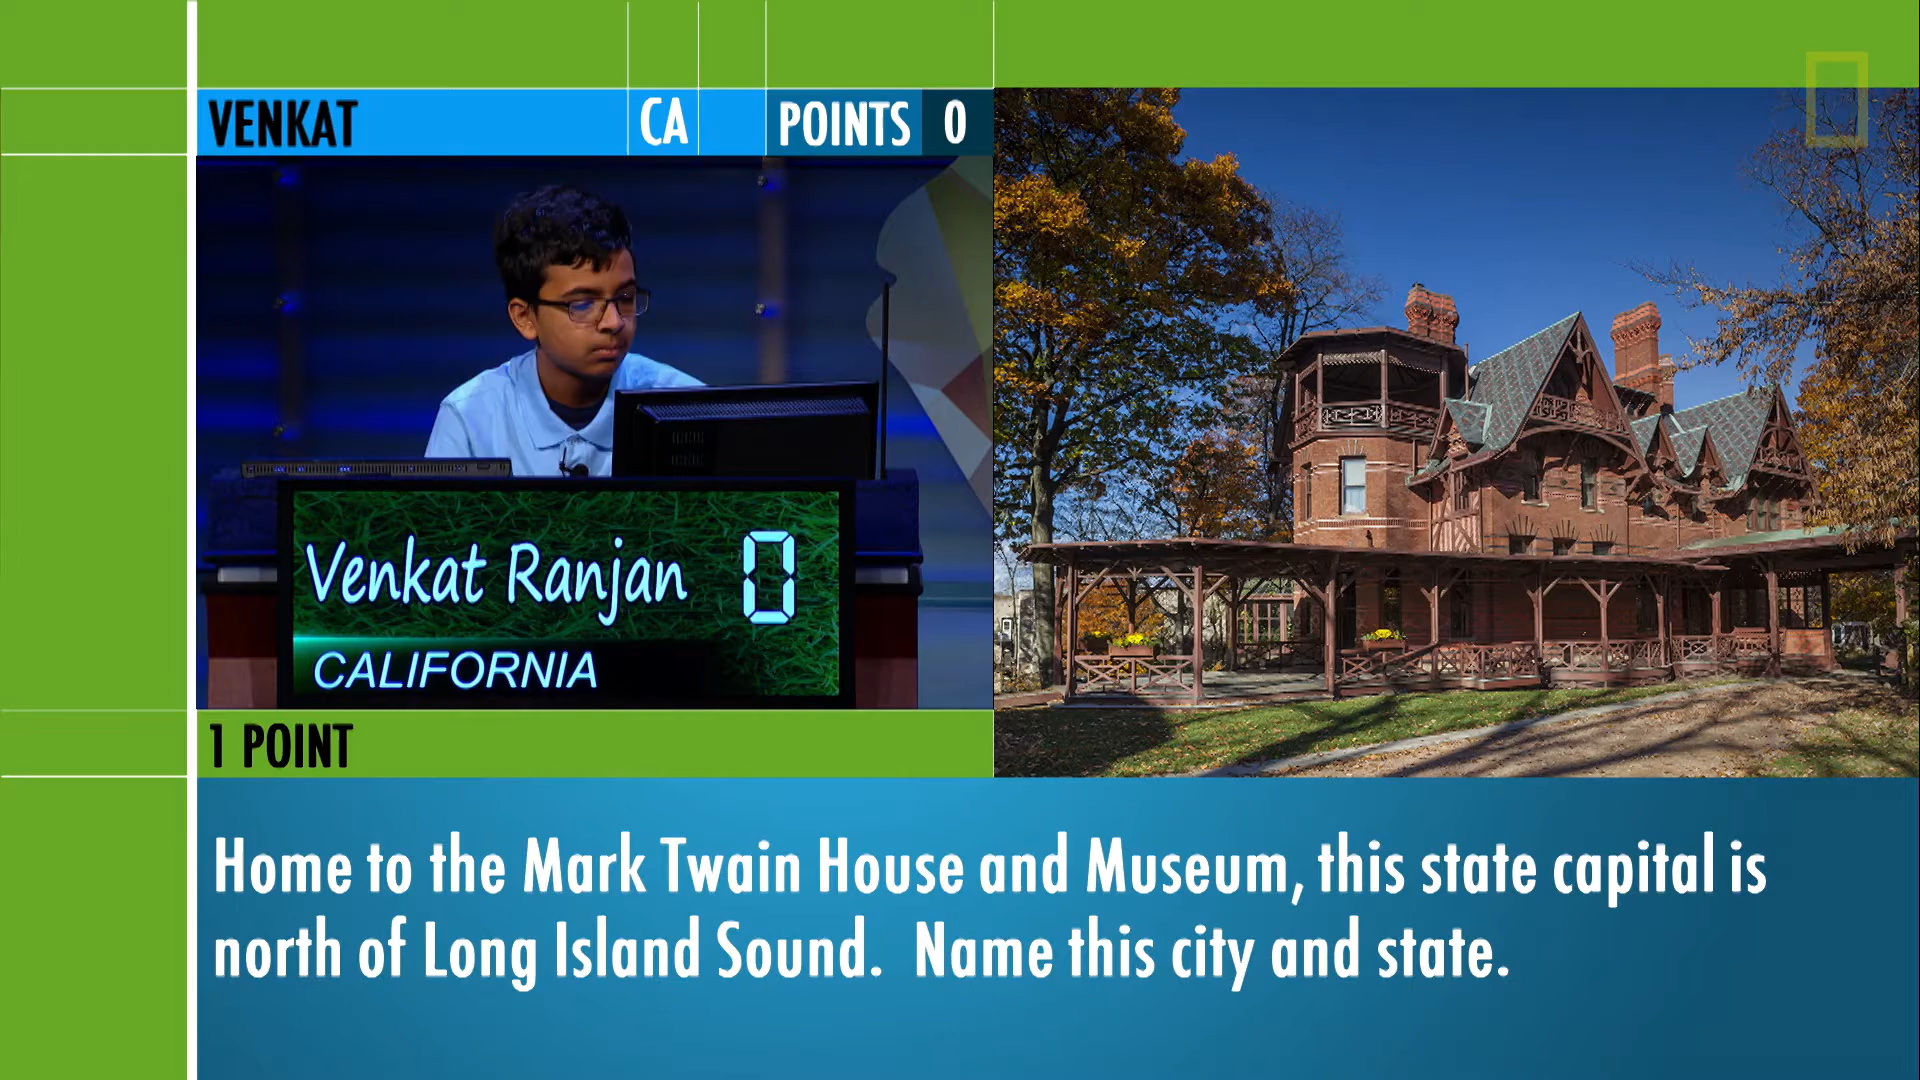 VENKAT CA POINTS 0
Venkat Ranjan 0
CALIFORNIA
1 POINT
Home to the Mark Twain House and Museum, this state capital is
north of Long Island Sound.  Name this city and state.